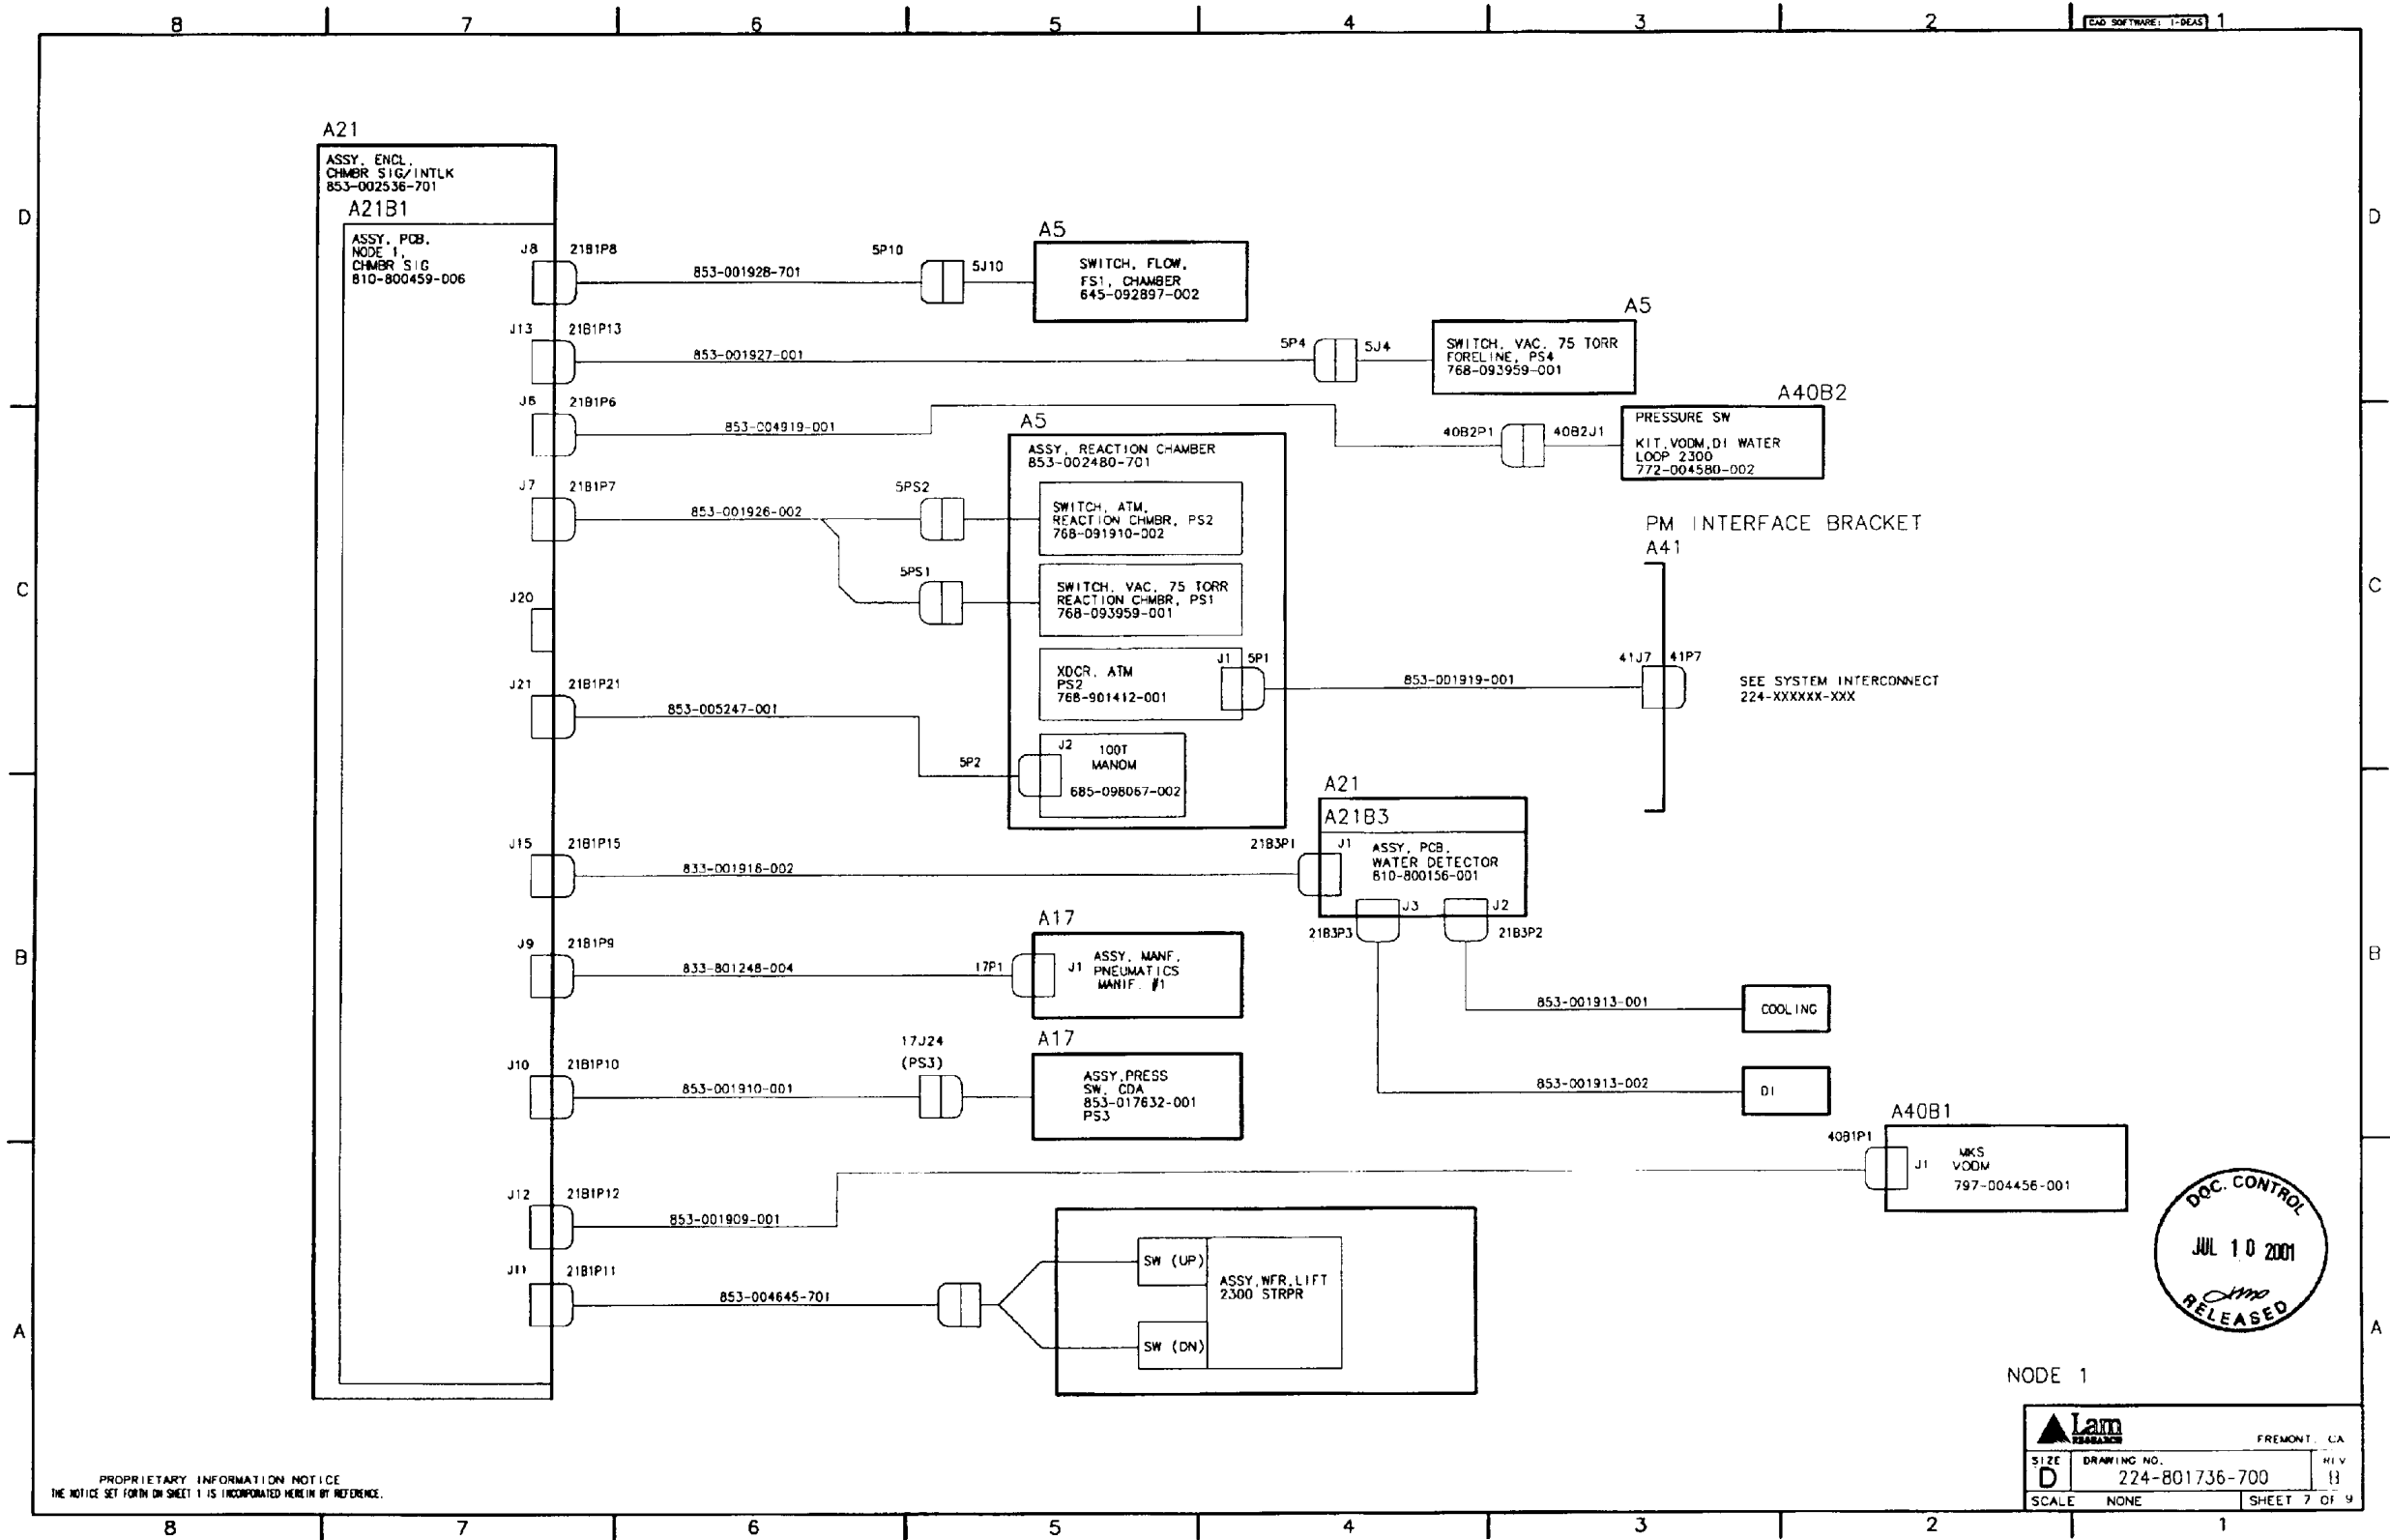 8 7 6 5 4 3 2 1
CAD SOFTWARE: I-DEAS
D
C
B
A
A21
ASSY, ENCL,
CHMBR SIG/INTLK
853-002536-701
A21B1
ASSY, PCB,
NODE 1,
CHMBR SIG
810-800459-006
J8 21B1P8
853-001928-701
5P10
5J10
A5
SWITCH, FLOW,
FS1, CHAMBER
645-092897-002
J13 21B1P13
853-001927-001
5P4 5J4
A5
SWITCH, VAC, 75 TORR
FORELINE, PS4
768-093959-001
J6 21B1P6
853-004919-001
40B2P1 40B2J1
A40B2
PRESSURE SW
KIT,VODM,DI WATER
LOOP 2300
772-004580-002
A5
ASSY, REACTION CHAMBER
853-002480-701
J7 21B1P7
853-001926-002
5PS2
SWITCH, ATM,
REACTION CHMBR, PS2
768-091910-002
5PS1
SWITCH, VAC, 75 TORR
REACTION CHMBR, PS1
768-093959-001
PM INTERFACE BRACKET
A41
J20
XDCR, ATM
PS2
768-901412-001
J1 5P1
853-001919-001
41J7 41P7
SEE SYSTEM INTERCONNECT
224-XXXXXX-XXX
J21 21B1P21
853-005247-001
5P2
J2 100T
MANOM
685-098067-002
A21
A21B3
J15 21B1P15
833-001916-002
21B3P1
J1 ASSY, PCB,
WATER DETECTOR
810-800156-001
J3 J2
21B3P3 21B3P2
J9 21B1P9
833-801248-004
17P1
A17
J1 ASSY, MANF,
PNEUMATICS
MANIF. #1
853-001913-001
COOLING
J10 21B1P10
853-001910-001
17J24
(PS3)
A17
ASSY,PRESS
SW, CDA
853-017632-001
PS3
853-001913-002
DI
J12 21B1P12
853-001909-001
40B1P1
A40B1
J1 MKS
VODM
797-004456-001
J11 21B1P11
853-004645-701
SW (UP)
ASSY,WFR,LIFT
2300 STRPR
SW (DN)
DOC. CONTROL
JUL 10 2001
RELEASED
NODE 1
Lam
RESEARCH
FREMONT, CA
SIZE
D
DRAWING NO.
224-801736-700
REV
B
SCALE NONE
SHEET 7 OF 9
PROPRIETARY INFORMATION NOTICE
THE NOTICE SET FORTH ON SHEET 1 IS INCORPORATED HEREIN BY REFERENCE.
D
C
B
A
8 7 6 5 4 3 2 1